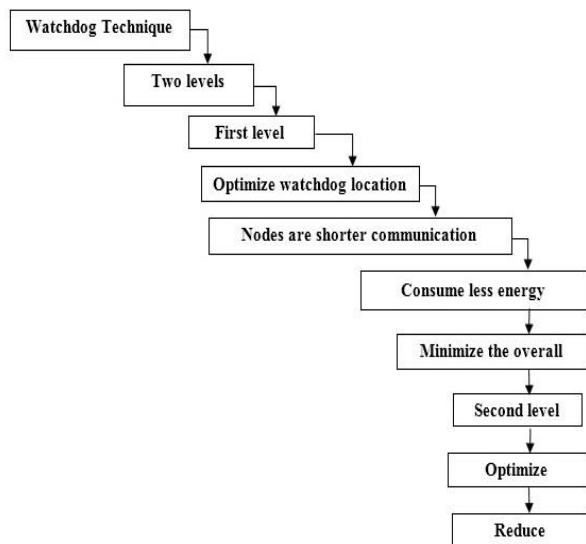 Watchdog Technique
Two levels
First level
Optimize watchdog location
Nodes are shorter communication
Consume less energy
Minimize the overall
Second level
Optimize
Reduce